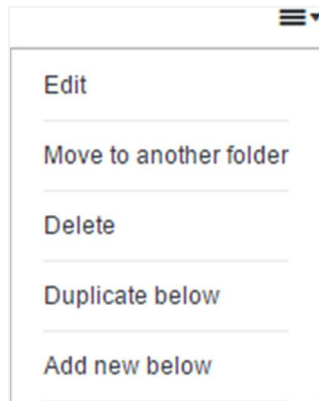 Edit
Move to another folder
Delete
Duplicate below
Add new below